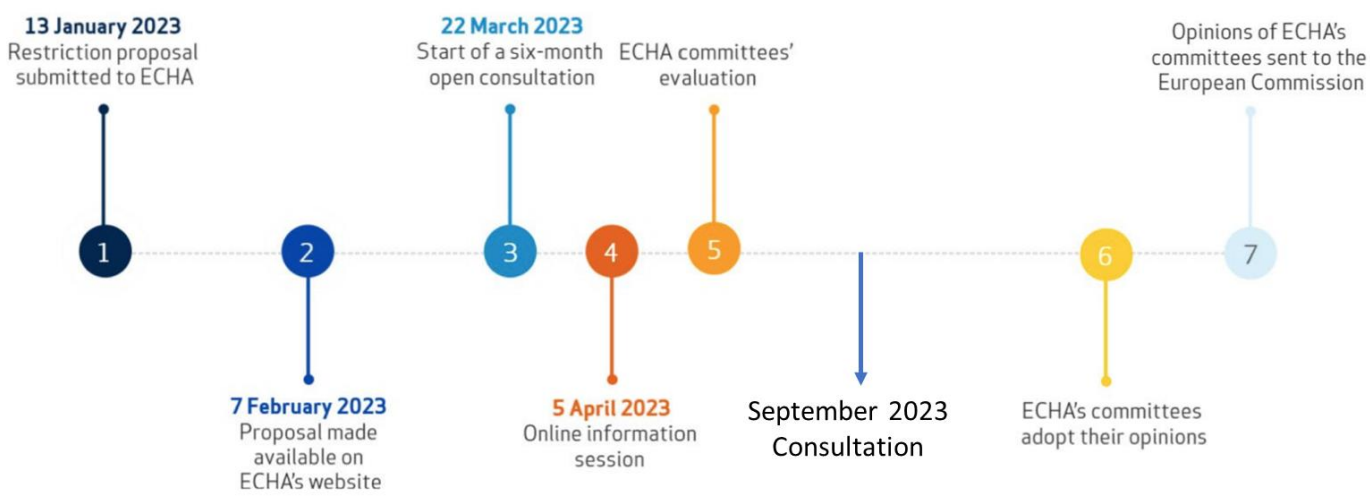 13 January 2023
Restriction proposal
submitted to ECHA
22 March 2023
Start of a six-month
open consultation
ECHA committees’
evaluation
Opinions of ECHA’s
committees sent to the
European Commission
1
2
3
4
5
6
7
7 February 2023
Proposal made
available on
ECHA’s website
5 April 2023
Online information
session
September 2023
Consultation
ECHA’s committees
adopt their opinions